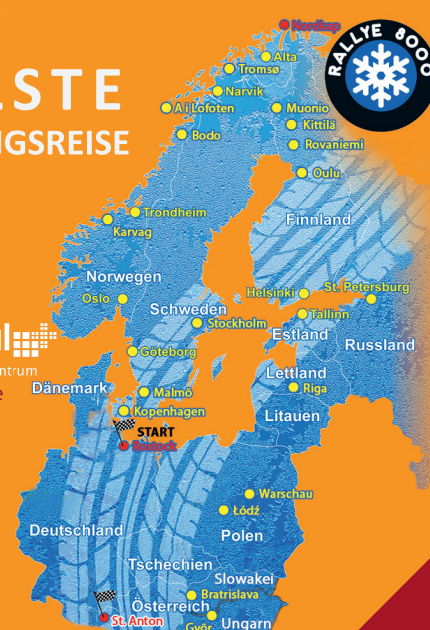 Nordkap
RALLYE 8000
Alta
Tromsø
Narvik
A i Lofoten
Muonio
Kittilä
Bodo
Rovaniemi
Oulu
Trondheim
Karvag
Finnland
Norwegen
Helsinki
St. Petersburg
Oslo
Schweden
Tallinn
Stockholm
Estland
Russland
Göteborg
Lettland
Dänemark
Malmö
Riga
Kopenhagen
Litauen
START
Rostock
Warschau
Łódź
Deutschland
Polen
Tschechien
Slowakei
Bratislava
Österreich
St. Anton
Győr
Ungarn
LSTE
NGSREISE
ntrum